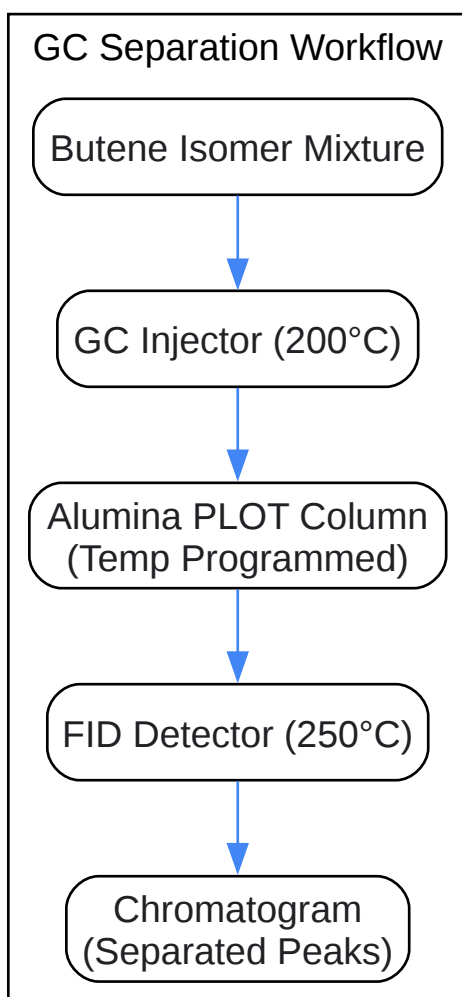 GC Separation Workflow
Butene Isomer Mixture
GC Injector (200°C)
Alumina PLOT Column
(Temp Programmed)
FID Detector (250°C)
Chromatogram
(Separated Peaks)